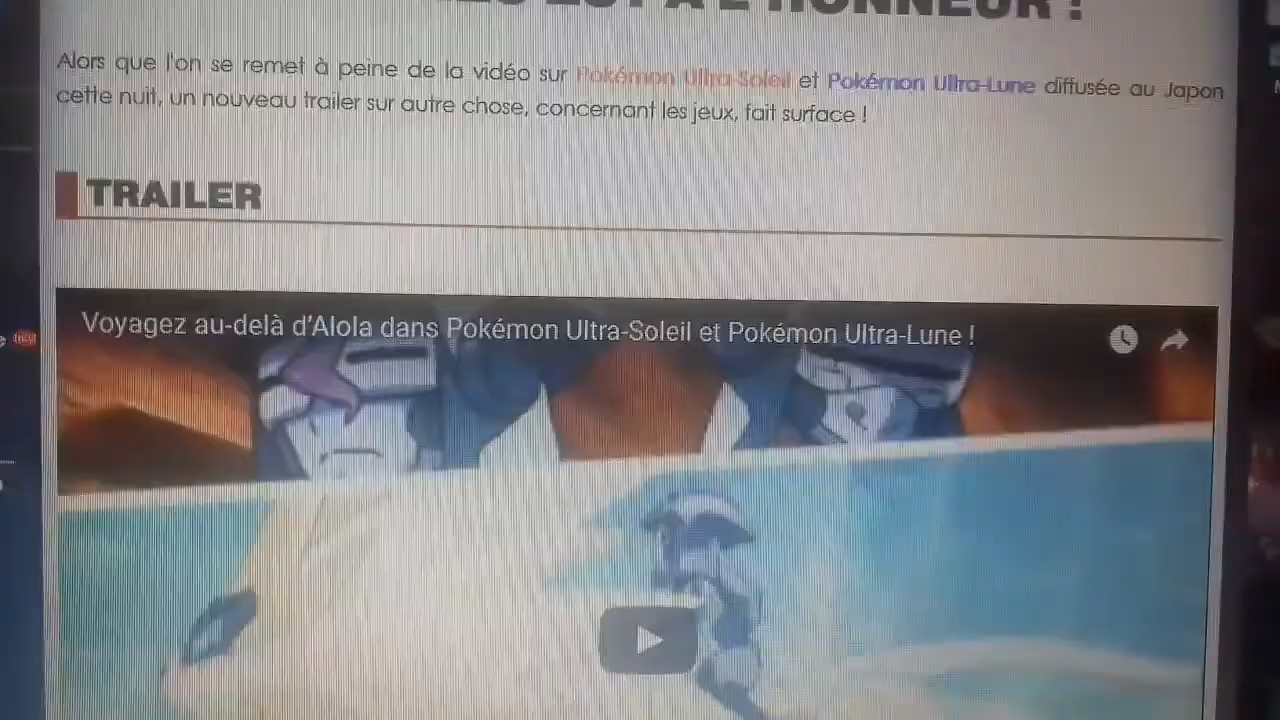 EST À L'HONNEUR !
Alors que l'on se remet à peine de la vidéo sur Pokémon Ultra-Soleil et Pokémon Ultra-Lune diffusée au Japon
cette nuit, un nouveau trailer sur autre chose, concernant les jeux, fait surface !
TRAILER
Voyagez au-delà d'Alola dans Pokémon Ultra-Soleil et Pokémon Ultra-Lune !